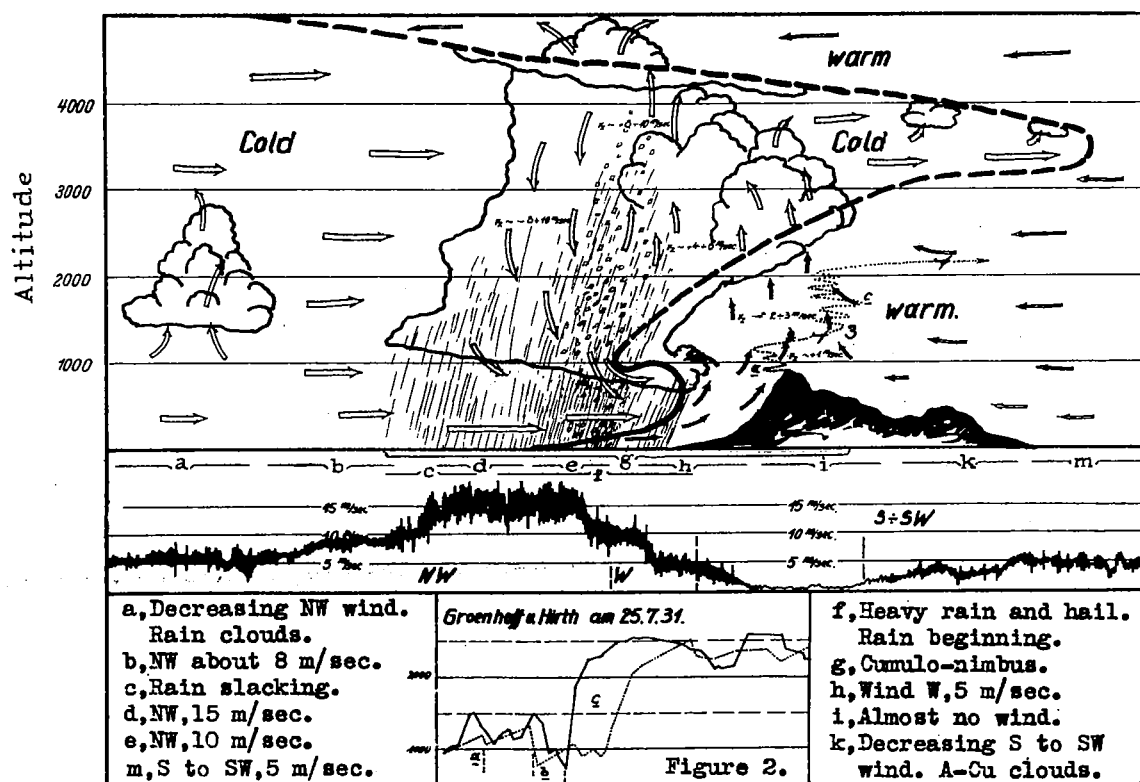 warm
4000
Cold
Cold
3000
Altitude
2000
warm.
1000
a b c d e f g h i k m
15 m/sec. 15 m/sec.
S÷SW
10 m/sec.
5 m/sec 5 m/sec.
NW W
a,Decreasing NW wind.
Rain clouds.
b,NW about 8 m/sec.
c,Rain slacking.
d,NW,15 m/sec.
e,NW,10 m/sec.
m,S to SW,5 m/sec.
Groenhoff u. Hirth am 25.7.31.
2000
c
1000
a
b
Figure 2.
f,Heavy rain and hail.
Rain beginning.
g,Cumulo-nimbus.
h,Wind W,5 m/sec.
i,Almost no wind.
k,Decreasing S to SW
wind. A-Cu clouds.